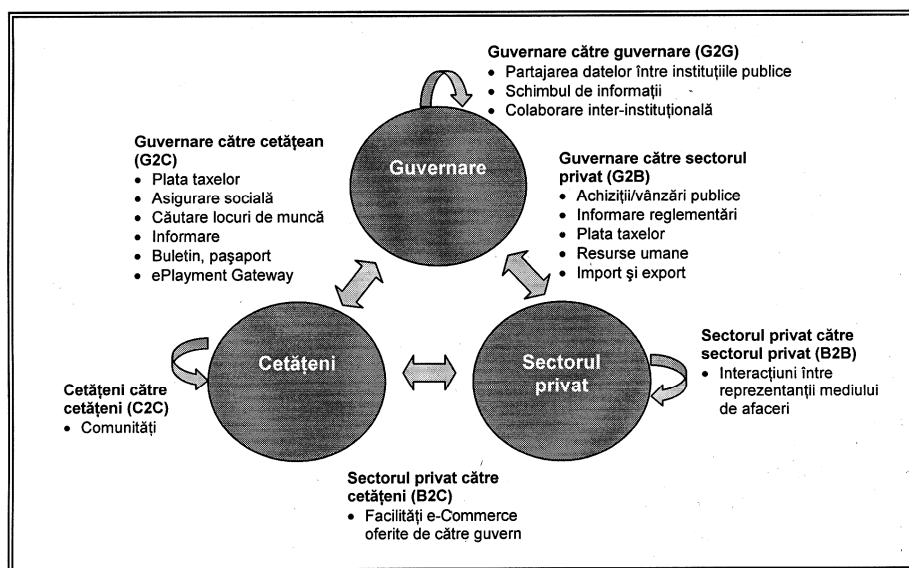 Guvernare către guvernare (G2G)
• Partajarea datelor între instituțiile publice
• Schimbul de informații
• Colaborare inter-instituțională
Guvernare
Guvernare către cetățean
(G2C)
• Plata taxelor
• Asigurare socială
• Căutare locuri de muncă
• Informare
• Buletin, pașaport
• ePlayment Gateway
Guvernare către sectorul
privat (G2B)
• Achiziții/vânzări publice
• Informare reglementări
• Plata taxelor
• Resurse umane
• Import și export
Cetățeni
Sectorul
privat
Sectorul privat către
sectorul privat (B2B)
• Interacțiuni între
reprezentanții mediului
de afaceri
Cetățeni către
cetățeni (C2C)
• Comunități
Sectorul privat către
cetățeni (B2C)
• Facilități e-Commerce
oferite de către guvern